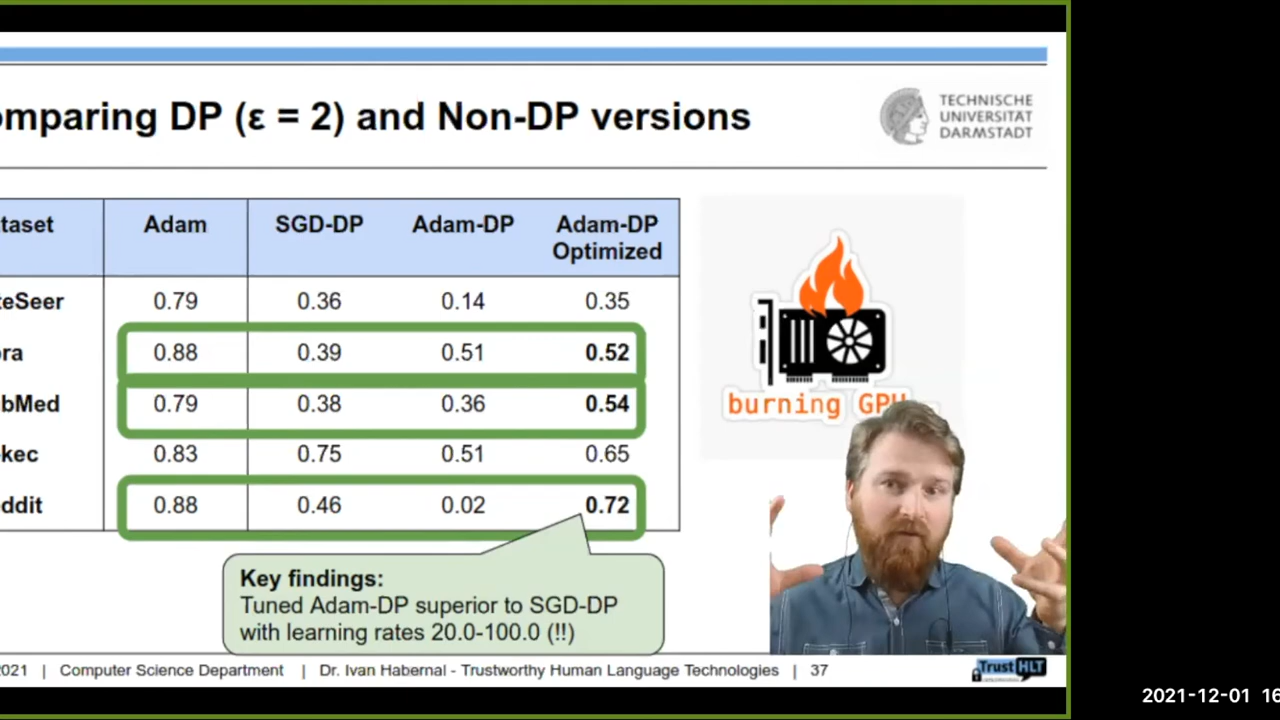 omparing DP (ε = 2) and Non-DP versions
TECHNISCHE
UNIVERSITÄT
DARMSTADT
taset Adam SGD-DP Adam-DP Adam-DP Optimized
teSeer 0.79 0.36 0.14 0.35
ora 0.88 0.39 0.51 0.52
bMed 0.79 0.38 0.36 0.54
kec 0.83 0.75 0.51 0.65
ddit 0.88 0.46 0.02 0.72
burning GPU
Key findings:
Tuned Adam-DP superior to SGD-DP
with learning rates 20.0-100.0 (!!)
2021 | Computer Science Department | Dr. Ivan Habernal - Trustworthy Human Language Technologies | 37
TrustHLT
2021-12-01 16